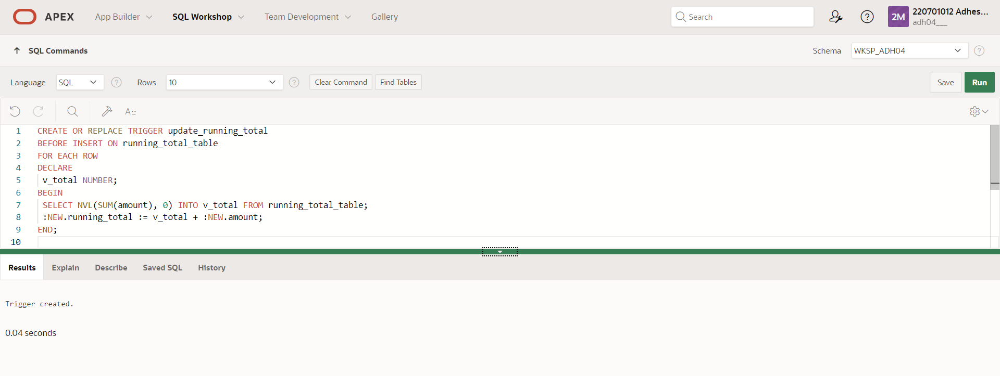 APEX App Builder SQL Workshop Team Development Gallery Search 2M 220701012 Adhes...
adh04___
SQL Commands Schema WKSP_ADH04
Language SQL Rows 10 Clear Command Find Tables Save Run
A
1 CREATE OR REPLACE TRIGGER update_running_total
2 BEFORE INSERT ON running_total_table
3 FOR EACH ROW
4 DECLARE
5 v_total NUMBER;
6 BEGIN
7 SELECT NVL(SUM(amount), 0) INTO v_total FROM running_total_table;
8 :NEW.running_total := v_total + :NEW.amount;
9 END;
10
Results Explain Describe Saved SQL History
Trigger created.
0.04 seconds